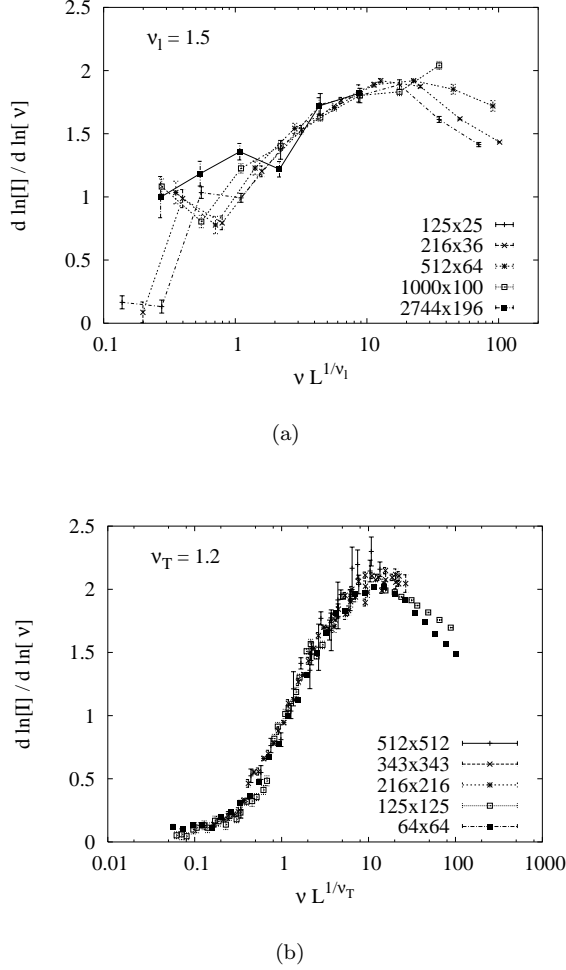 2.5
ν_l = 1.5
2
1.5
1
0.5
0
d ln[I] / d ln[ ν]
125x25
216x36
512x64
1000x100
2744x196
0.1 1 10 100
ν L^{1/ν_l}
(a)
2.5
ν_T = 1.2
2
1.5
1
0.5
0
d ln[I] / d ln[ ν]
512x512
343x343
216x216
125x125
64x64
0.01 0.1 1 10 100 1000
ν L^{1/ν_T}
(b)